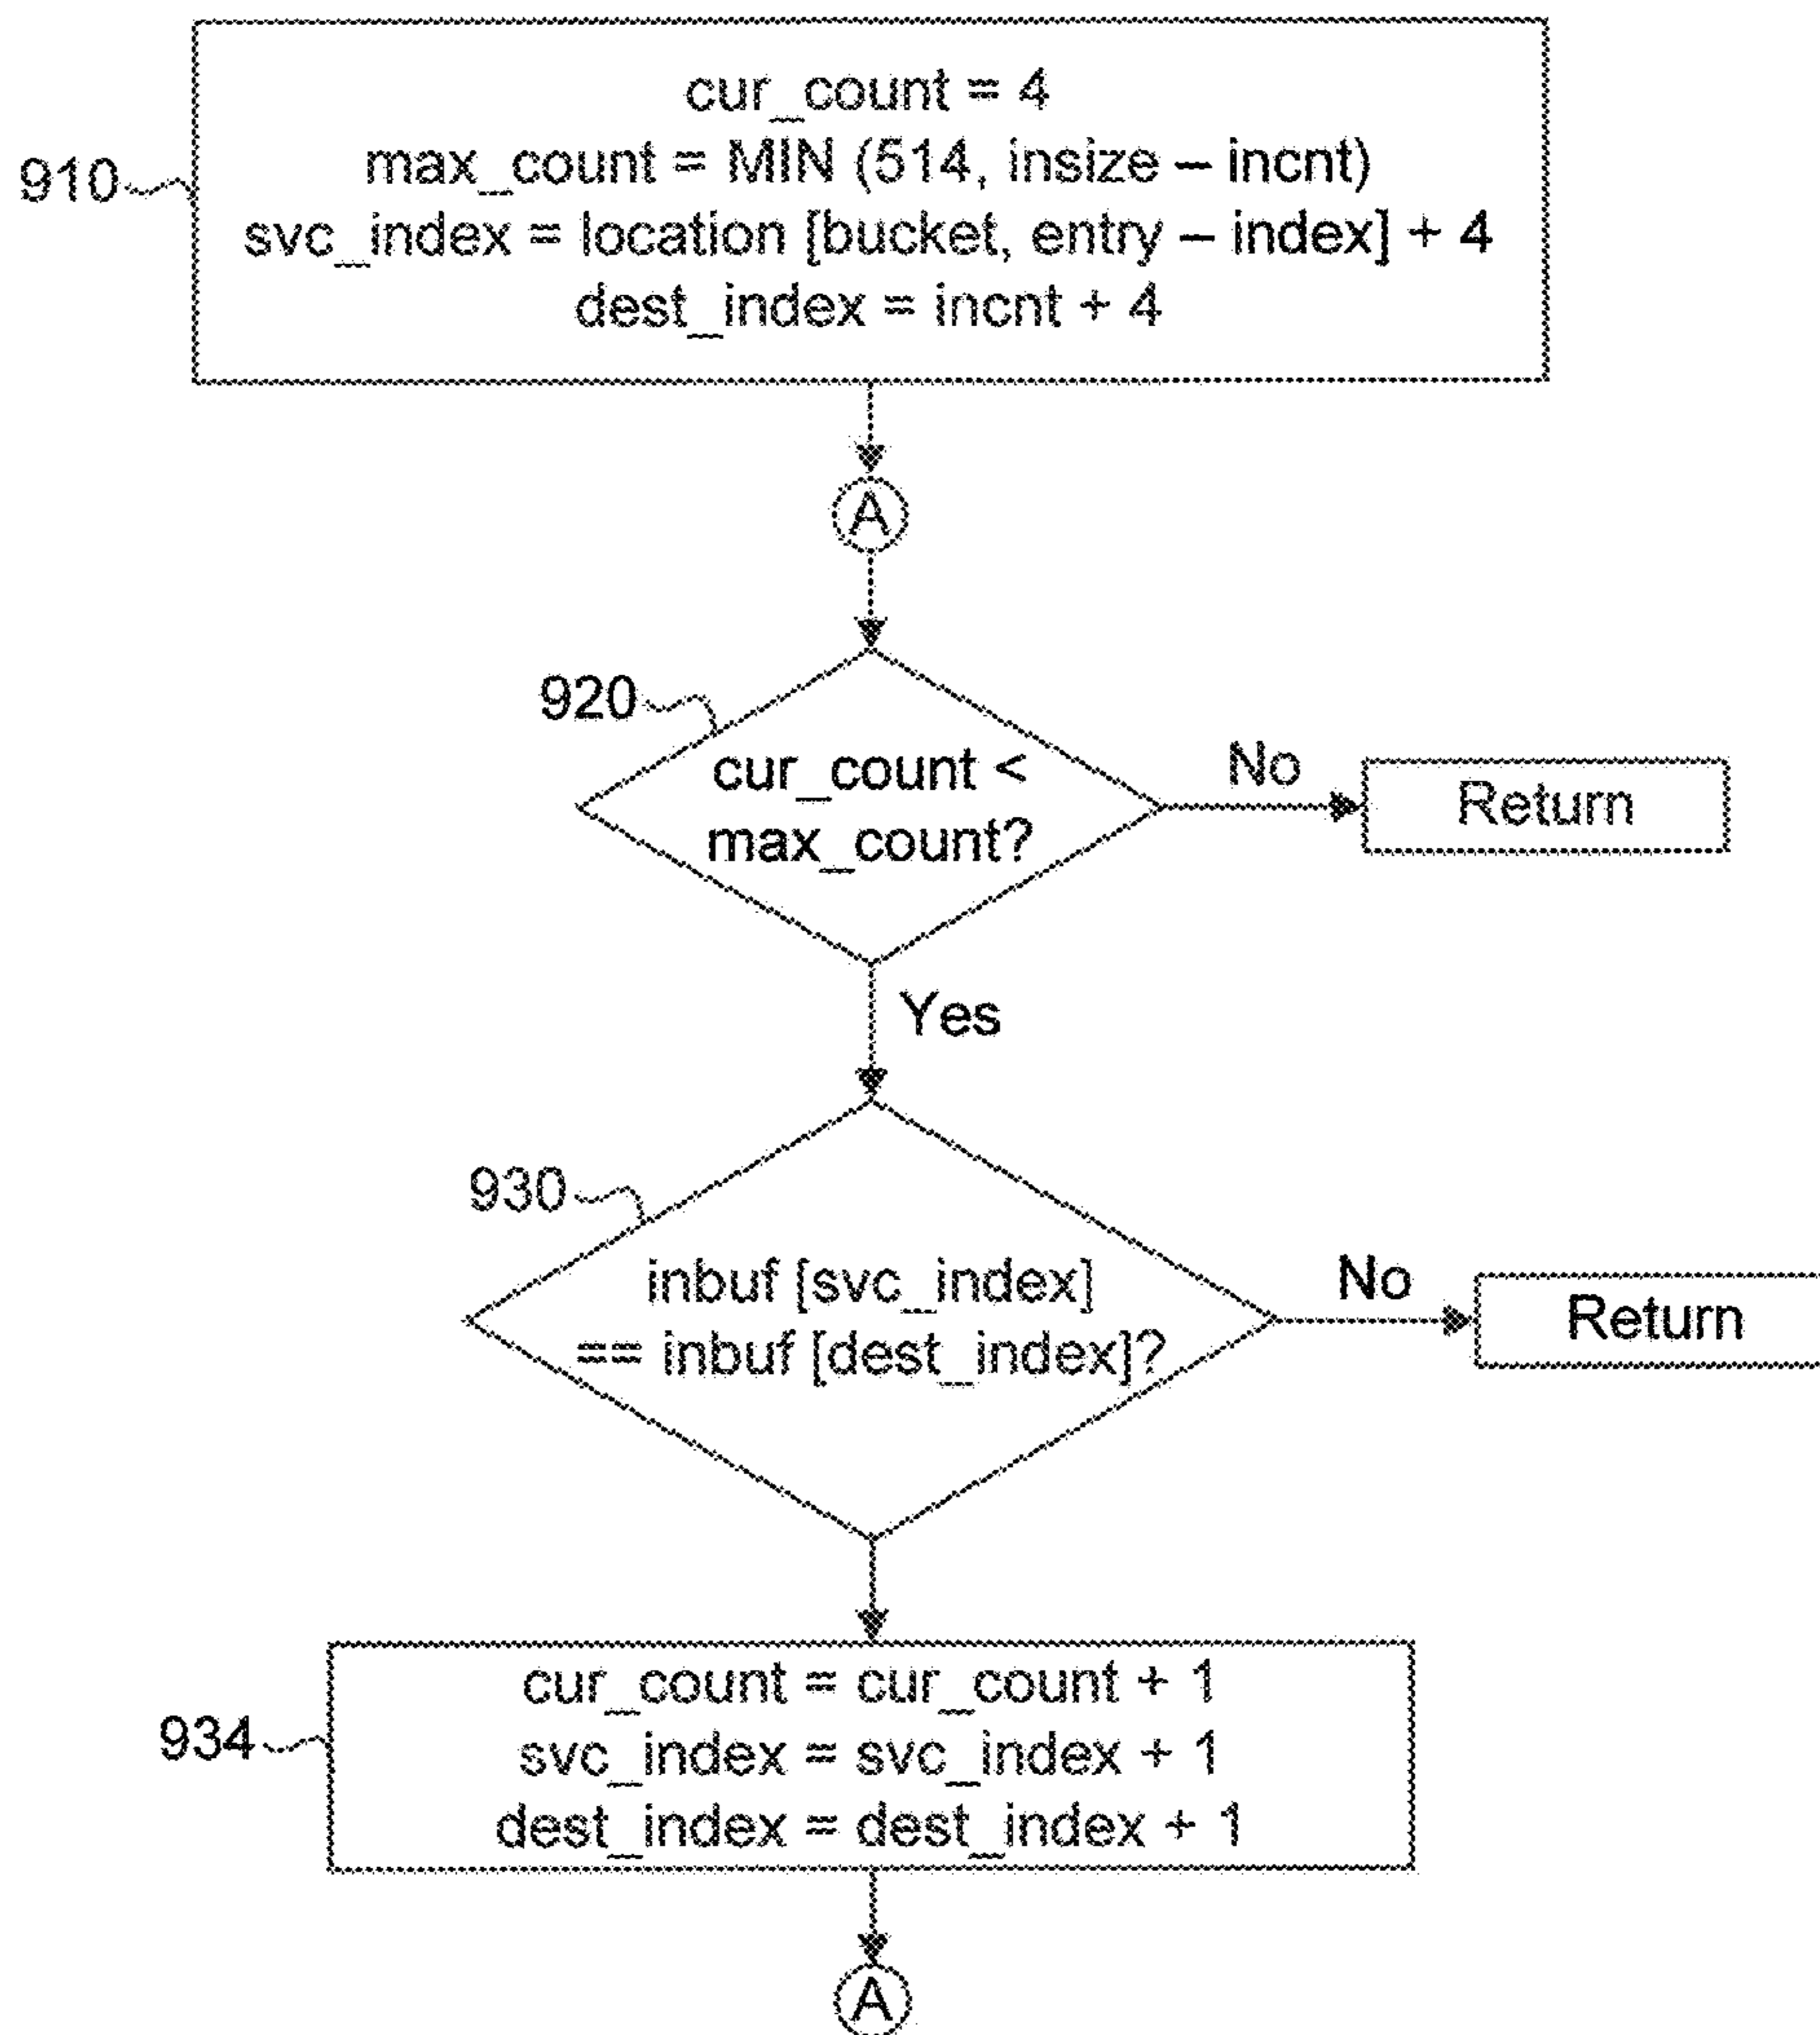 910
cur_count = 4
max_count = MIN (514, insize – incnt)
svc_index = location [bucket, entry – index] + 4
dest_index = incnt + 4
A
920
cur_count <
max_count?
No
Return
Yes
930
inbuf [svc_index]
== inbuf [dest_index]?
No
Return
934
cur_count = cur_count + 1
svc_index = svc_index + 1
dest_index = dest_index + 1
A